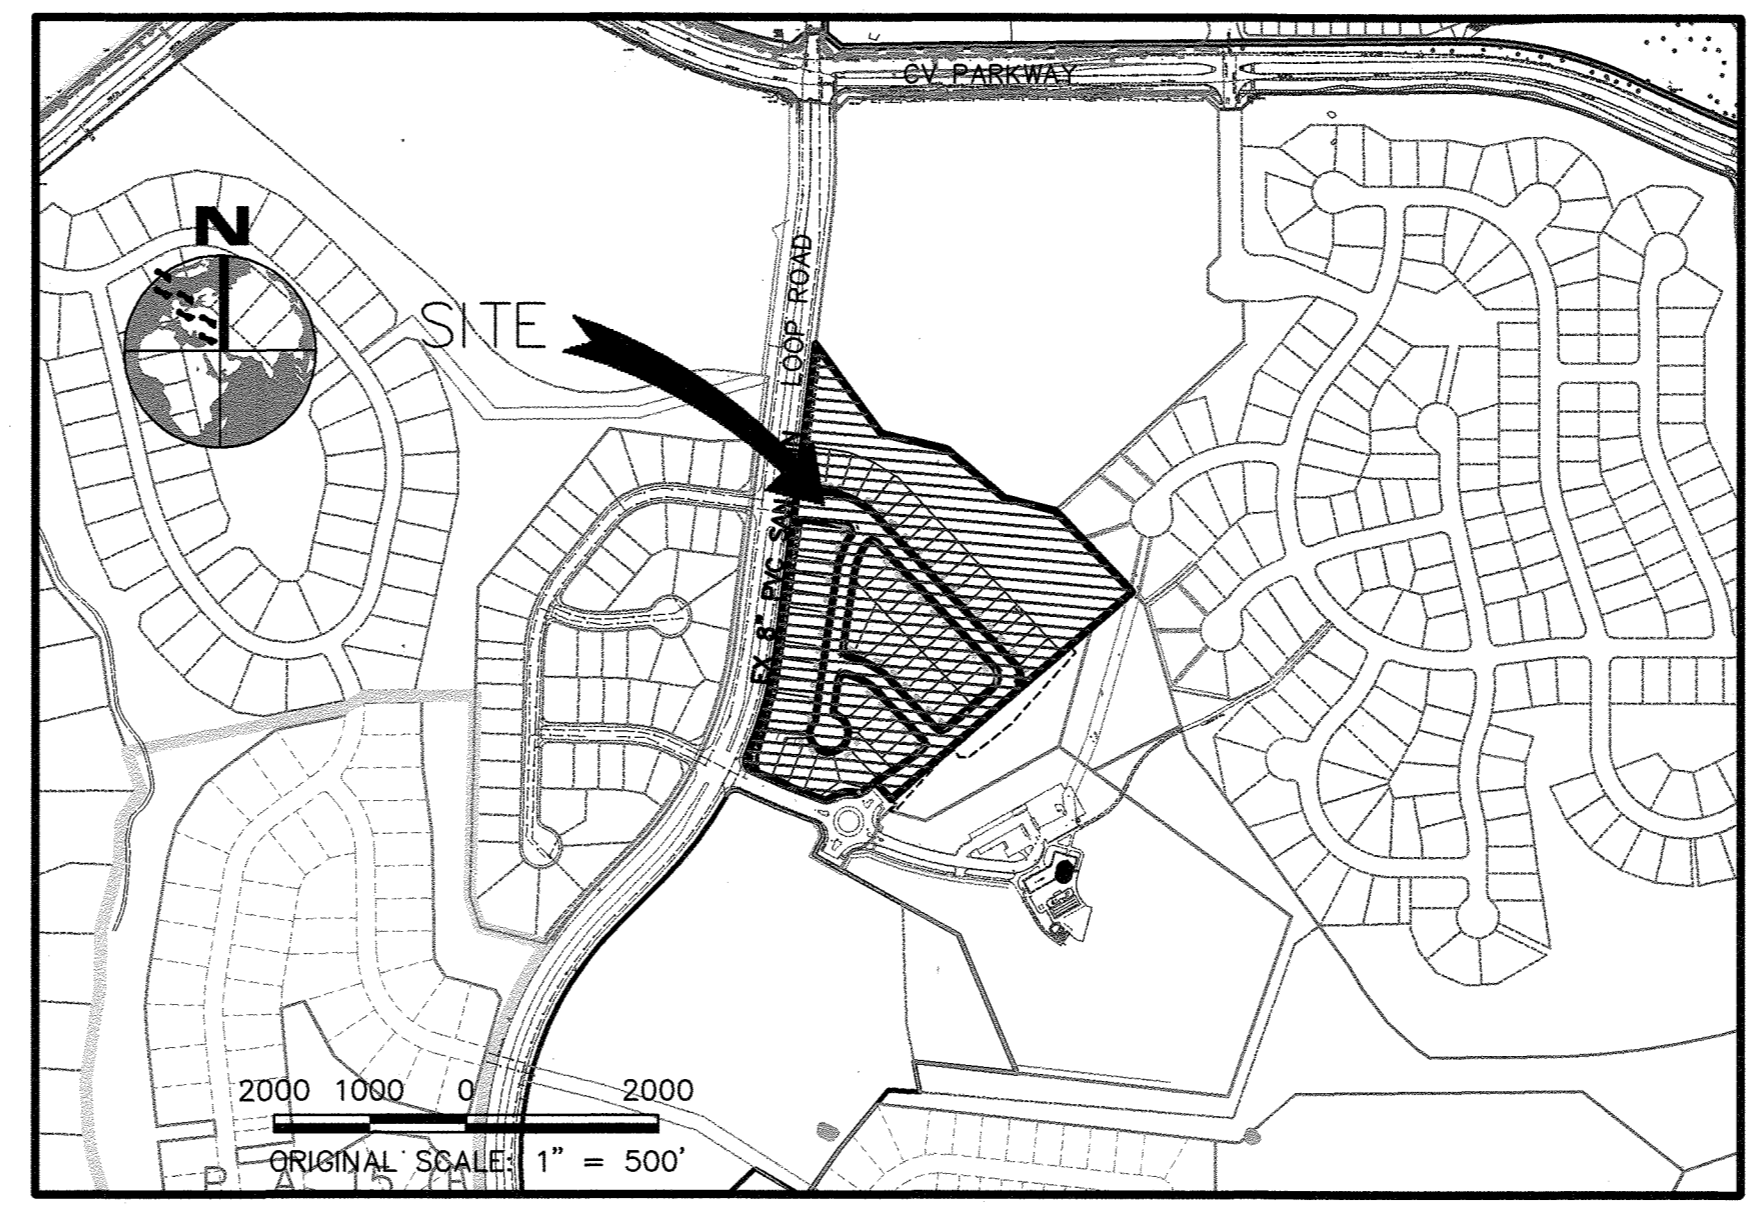 CV PARKWAY
N
SITE
LOOP ROAD
EX 8" PVC SAN
2000 1000 0 2000
ORIGINAL SCALE: 1" = 500'